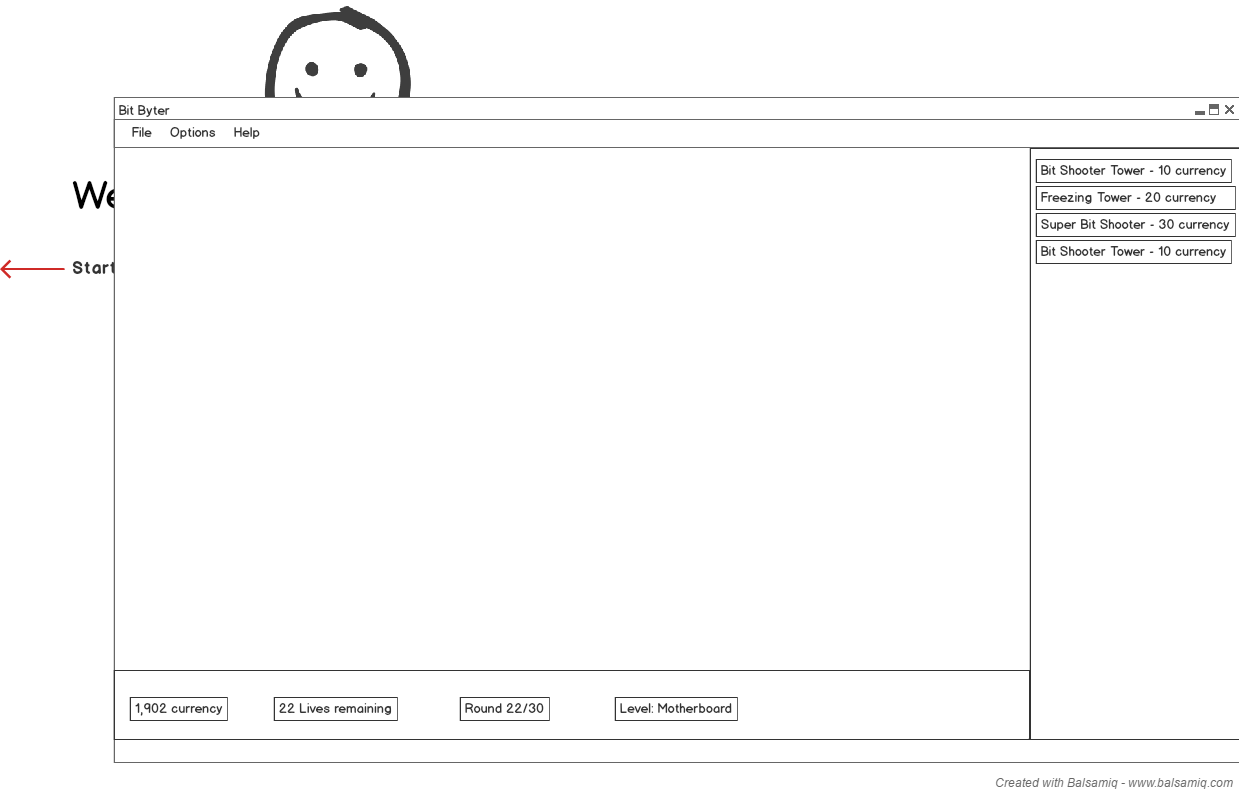 Bit Byter
File Options Help
We
Start
Bit Shooter Tower - 10 currency
Freezing Tower - 20 currency
Super Bit Shooter - 30 currency
Bit Shooter Tower - 10 currency
1,902 currency
22 Lives remaining
Round 22/30
Level: Motherboard
Created with Balsamiq - www.balsamiq.com